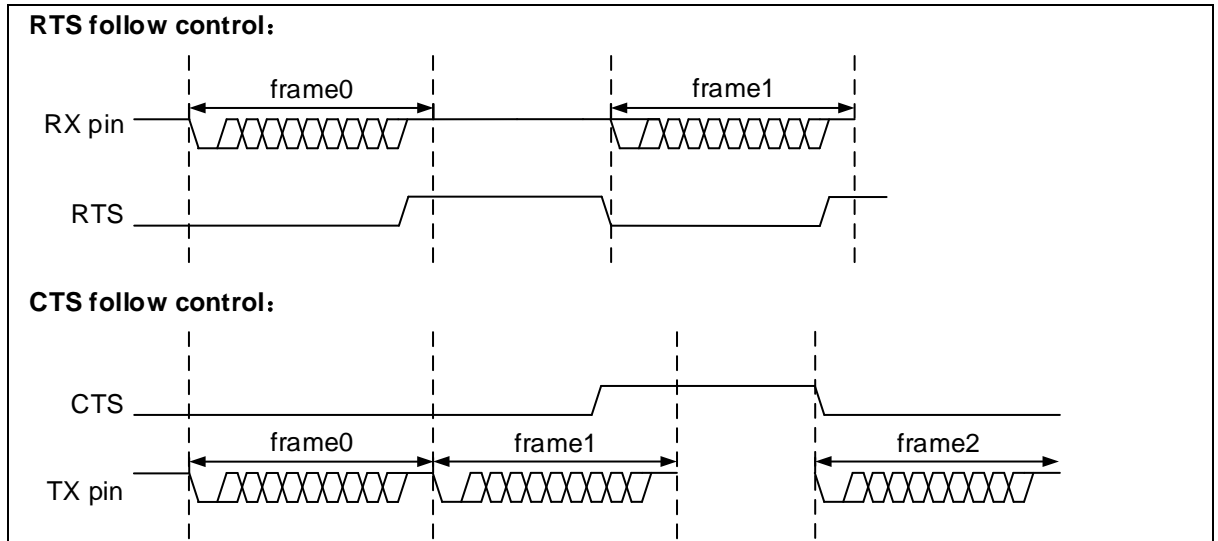 RTS follow control：
frame0
frame1
RX pin
RTS
CTS follow control：
CTS
frame0
frame1
frame2
TX pin